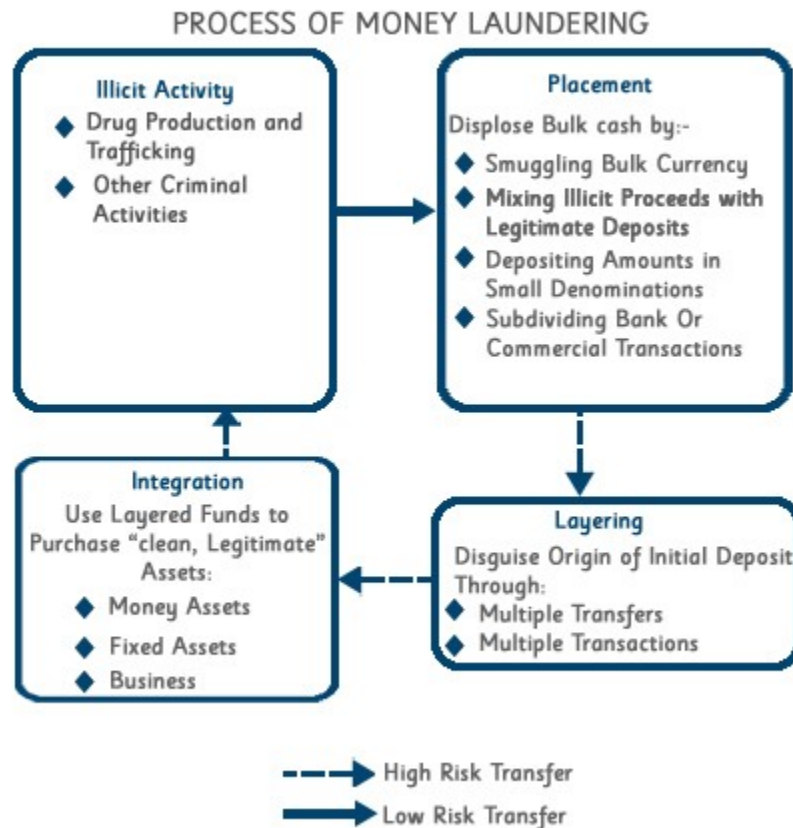 PROCESS OF MONEY LAUNDERING
Illicit Activity
Drug Production and
Trafficking
Other Criminal
Activities
Placement
Displose Bulk cash by:-
Smuggling Bulk Currency
Mixing Illicit Proceeds with
Legitimate Deposits
Depositing Amounts in
Small Denominations
Subdividing Bank Or
Commercial Transactions
Layering
Disguise Origin of Initial Deposit
Through:
Multiple Transfers
Multiple Transactions
Integration
Use Layered Funds to
Purchase “clean, Legitimate”
Assets:
Money Assets
Fixed Assets
Business
High Risk Transfer
Low Risk Transfer